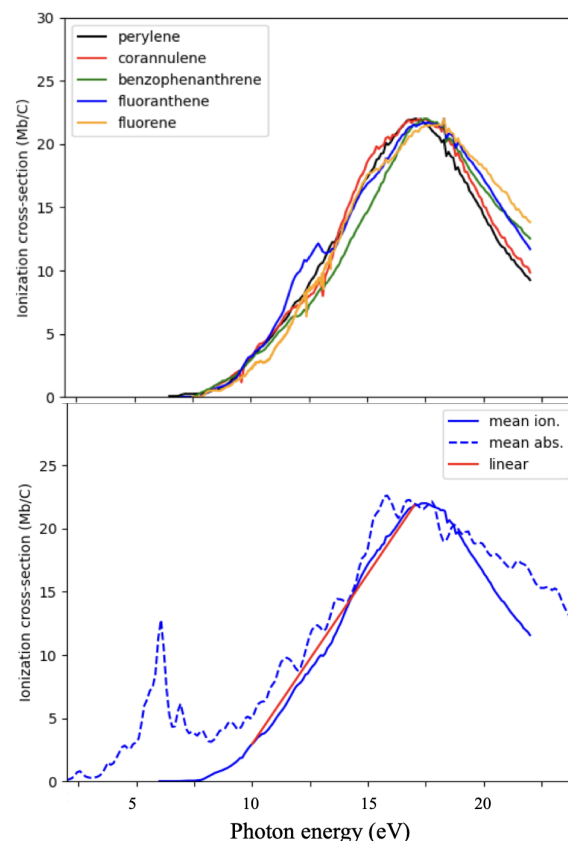 30
25
20
15
10
5
0
Ionization cross-section (Mb/C)
perylene
corannulene
benzophenanthrene
fluoranthene
fluorene
25
20
15
10
5
0
Ionization cross-section (Mb/C)
mean ion.
mean abs.
linear
5 10 15 20
Photon energy (eV)